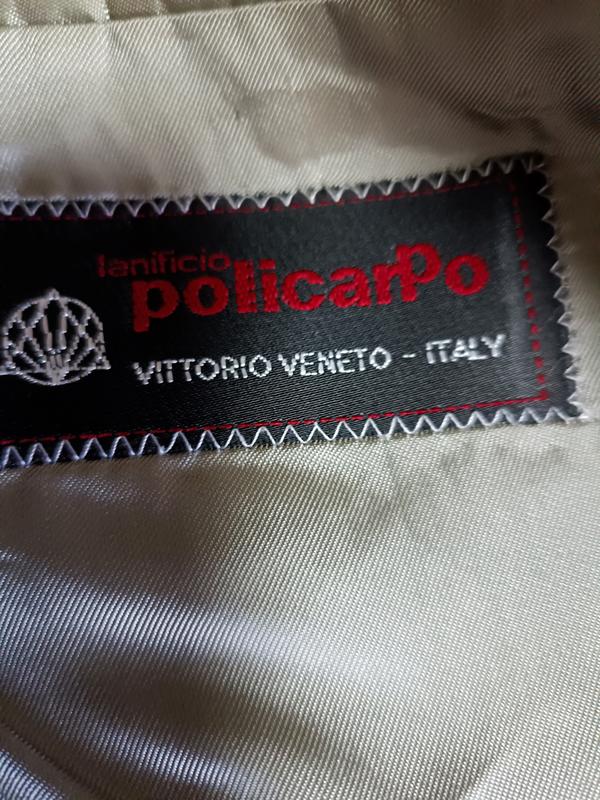 lanificio
policarpo
VITTORIO VENETO - ITALY